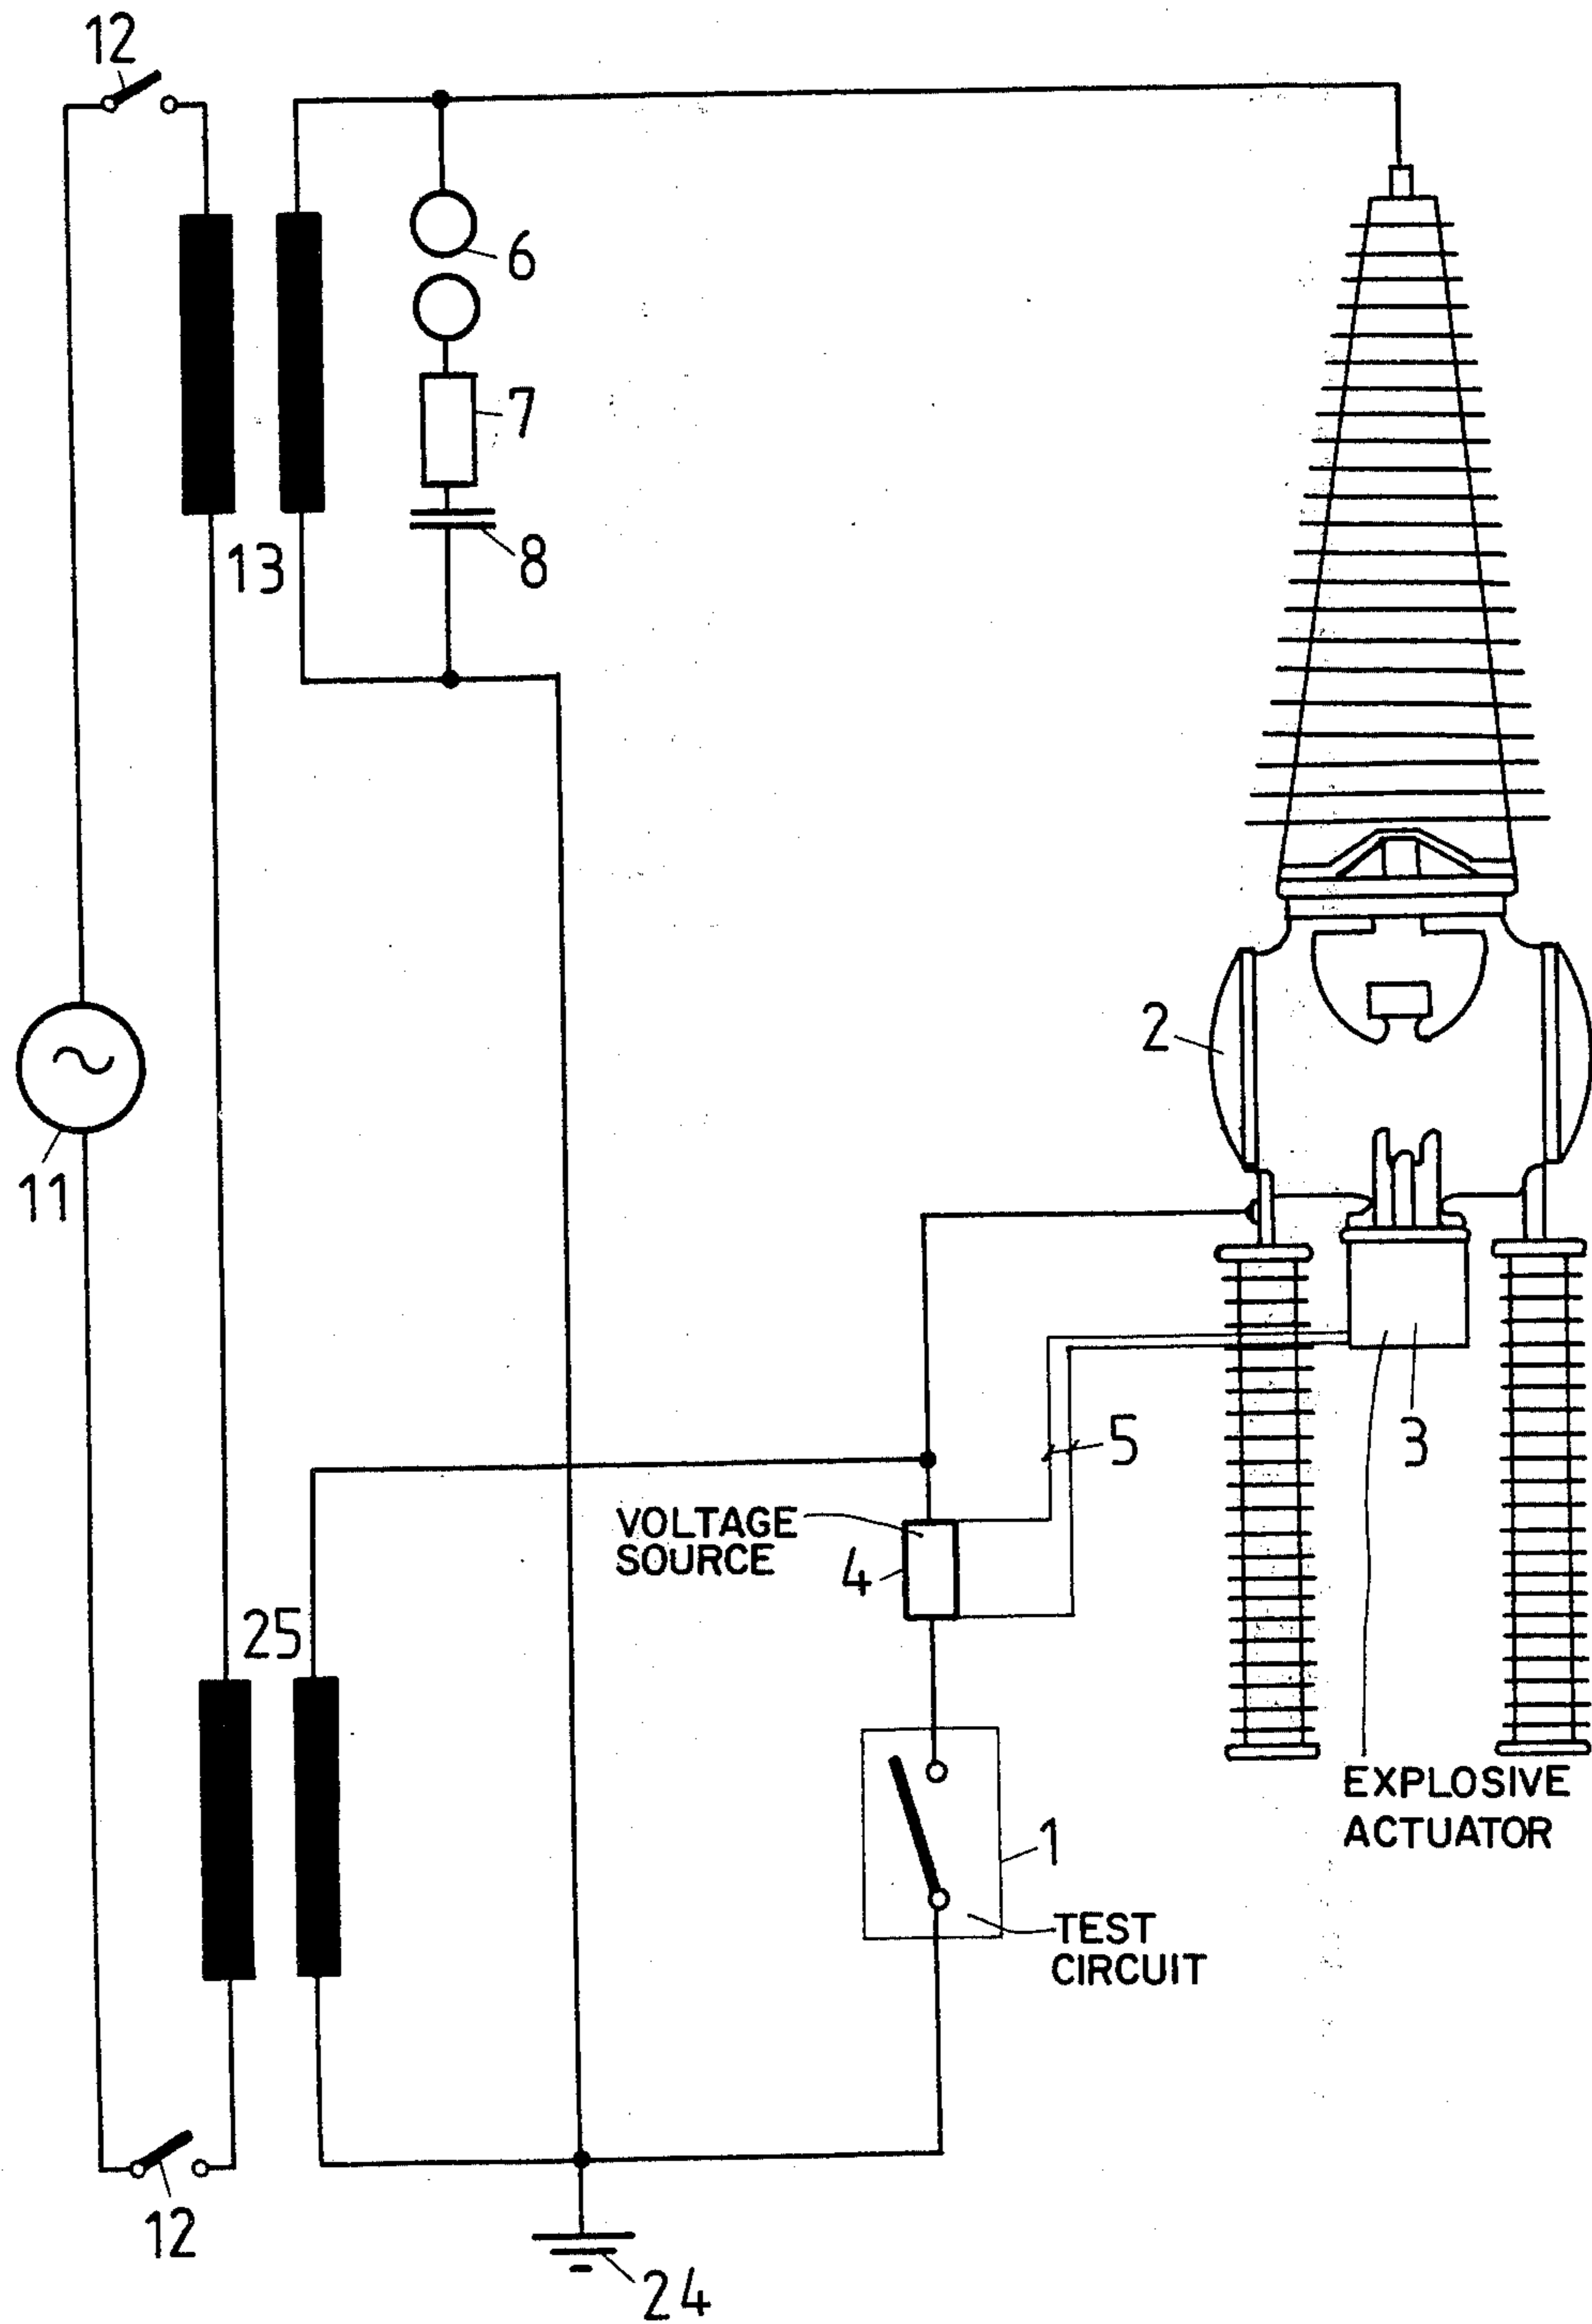 12
6
7
13
8
2
11
5
3
VOLTAGE
SOURCE
4
25
EXPLOSIVE
ACTUATOR
1
TEST
CIRCUIT
12
24